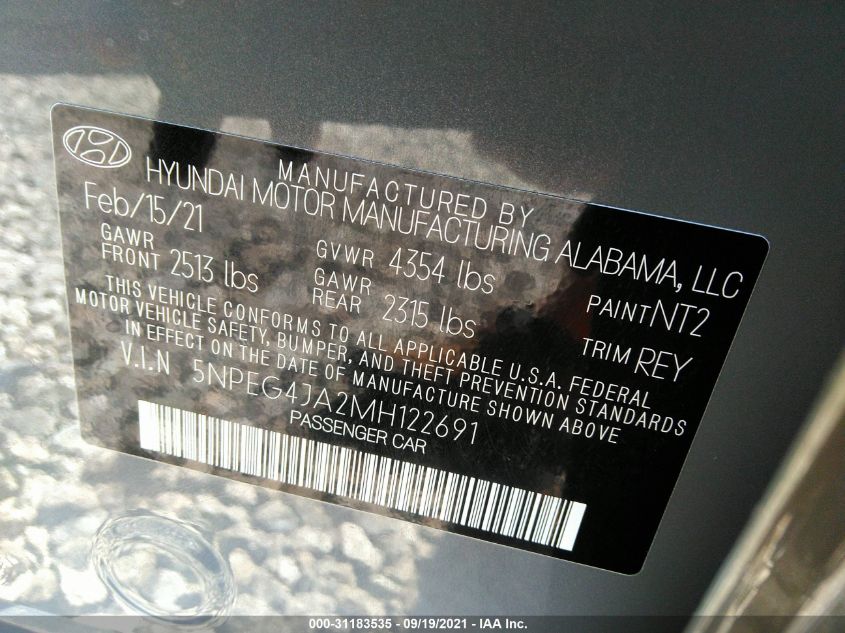 MANUFACTURED BY
HYUNDAI MOTOR MANUFACTURING ALABAMA, LLC
Feb/15/21
GAWR FRONT 2513 lbs
GVWR 4354 lbs
GAWR REAR 2315 lbs
PAINT NT2
TRIM REY
THIS VEHICLE CONFORMS TO ALL APPLICABLE U.S.A. FEDERAL
MOTOR VEHICLE SAFETY, BUMPER, AND THEFT PREVENTION STANDARDS
IN EFFECT ON THE DATE OF MANUFACTURE SHOWN ABOVE
V.I.N 5NPEG4JA2MH122691
PASSENGER CAR
000-31183535 - 09/19/2021 - IAA Inc.